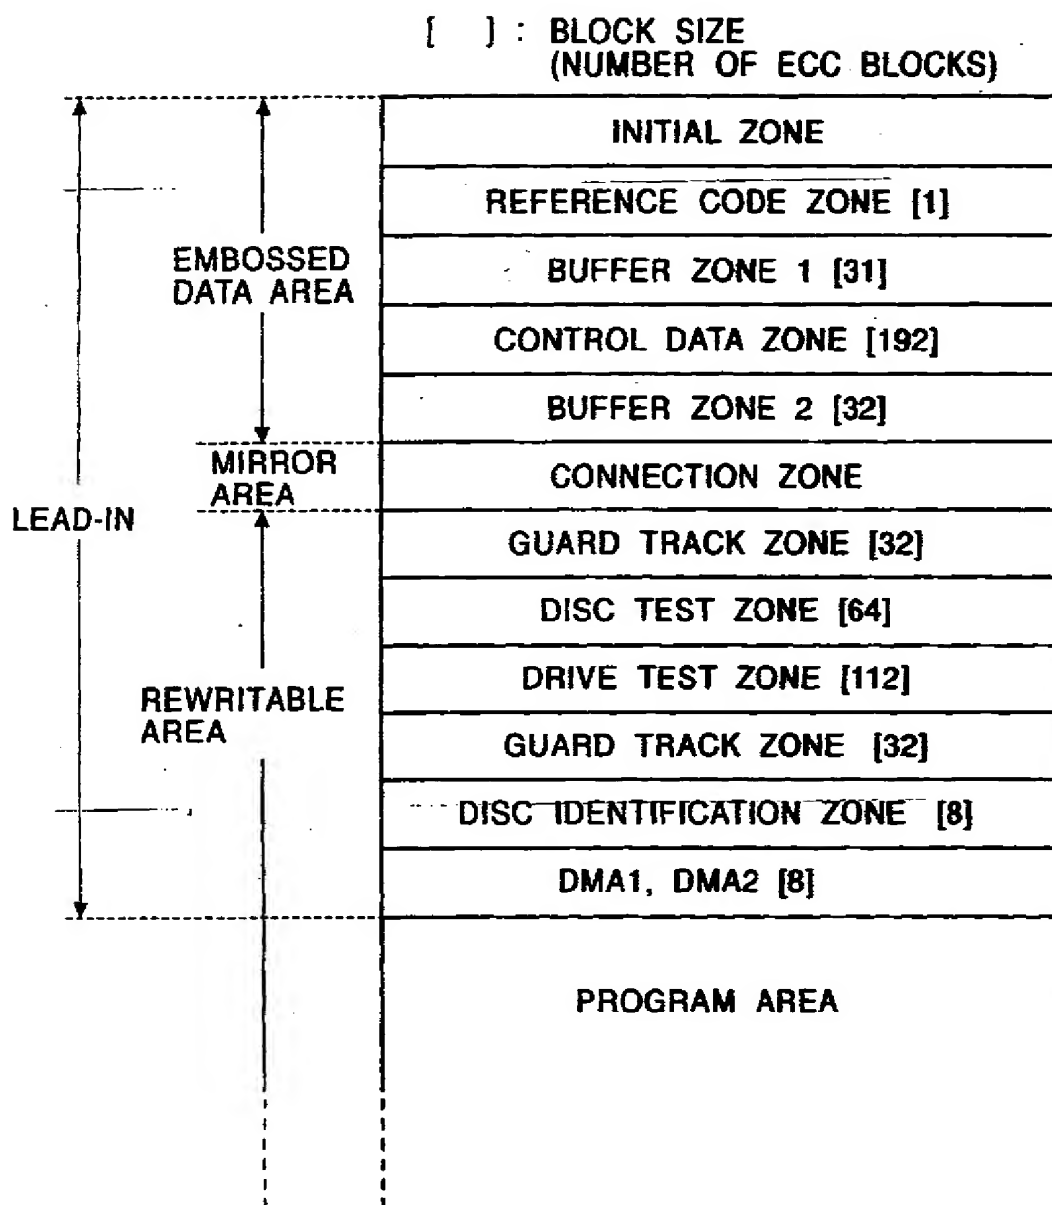 [ ] : BLOCK SIZE
(NUMBER OF ECC BLOCKS)
INITIAL ZONE
REFERENCE CODE ZONE [1]
EMBOSSED
DATA AREA
BUFFER ZONE 1 [31]
CONTROL DATA ZONE [192]
BUFFER ZONE 2 [32]
MIRROR
AREA
CONNECTION ZONE
LEAD-IN
GUARD TRACK ZONE [32]
DISC TEST ZONE [64]
DRIVE TEST ZONE [112]
REWRITABLE
AREA
GUARD TRACK ZONE [32]
DISC IDENTIFICATION ZONE [8]
DMA1, DMA2 [8]
PROGRAM AREA